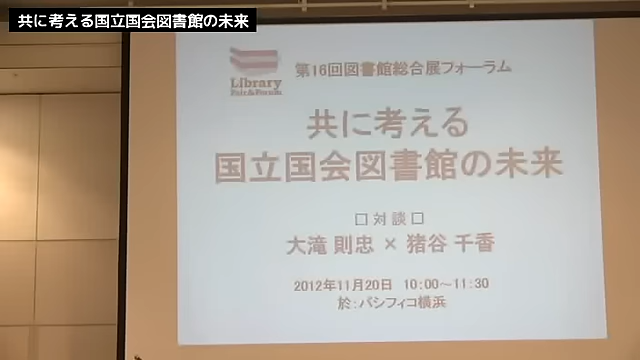 共に考える国立国会図書館の未来
Library
Fair & Forum
第16回図書館総合展フォーラム
共に考える
国立国会図書館の未来
□対談□
大滝 則忠 × 猪谷 千香
2012年11月20日 10:00～11:30
於：パシフィコ横浜